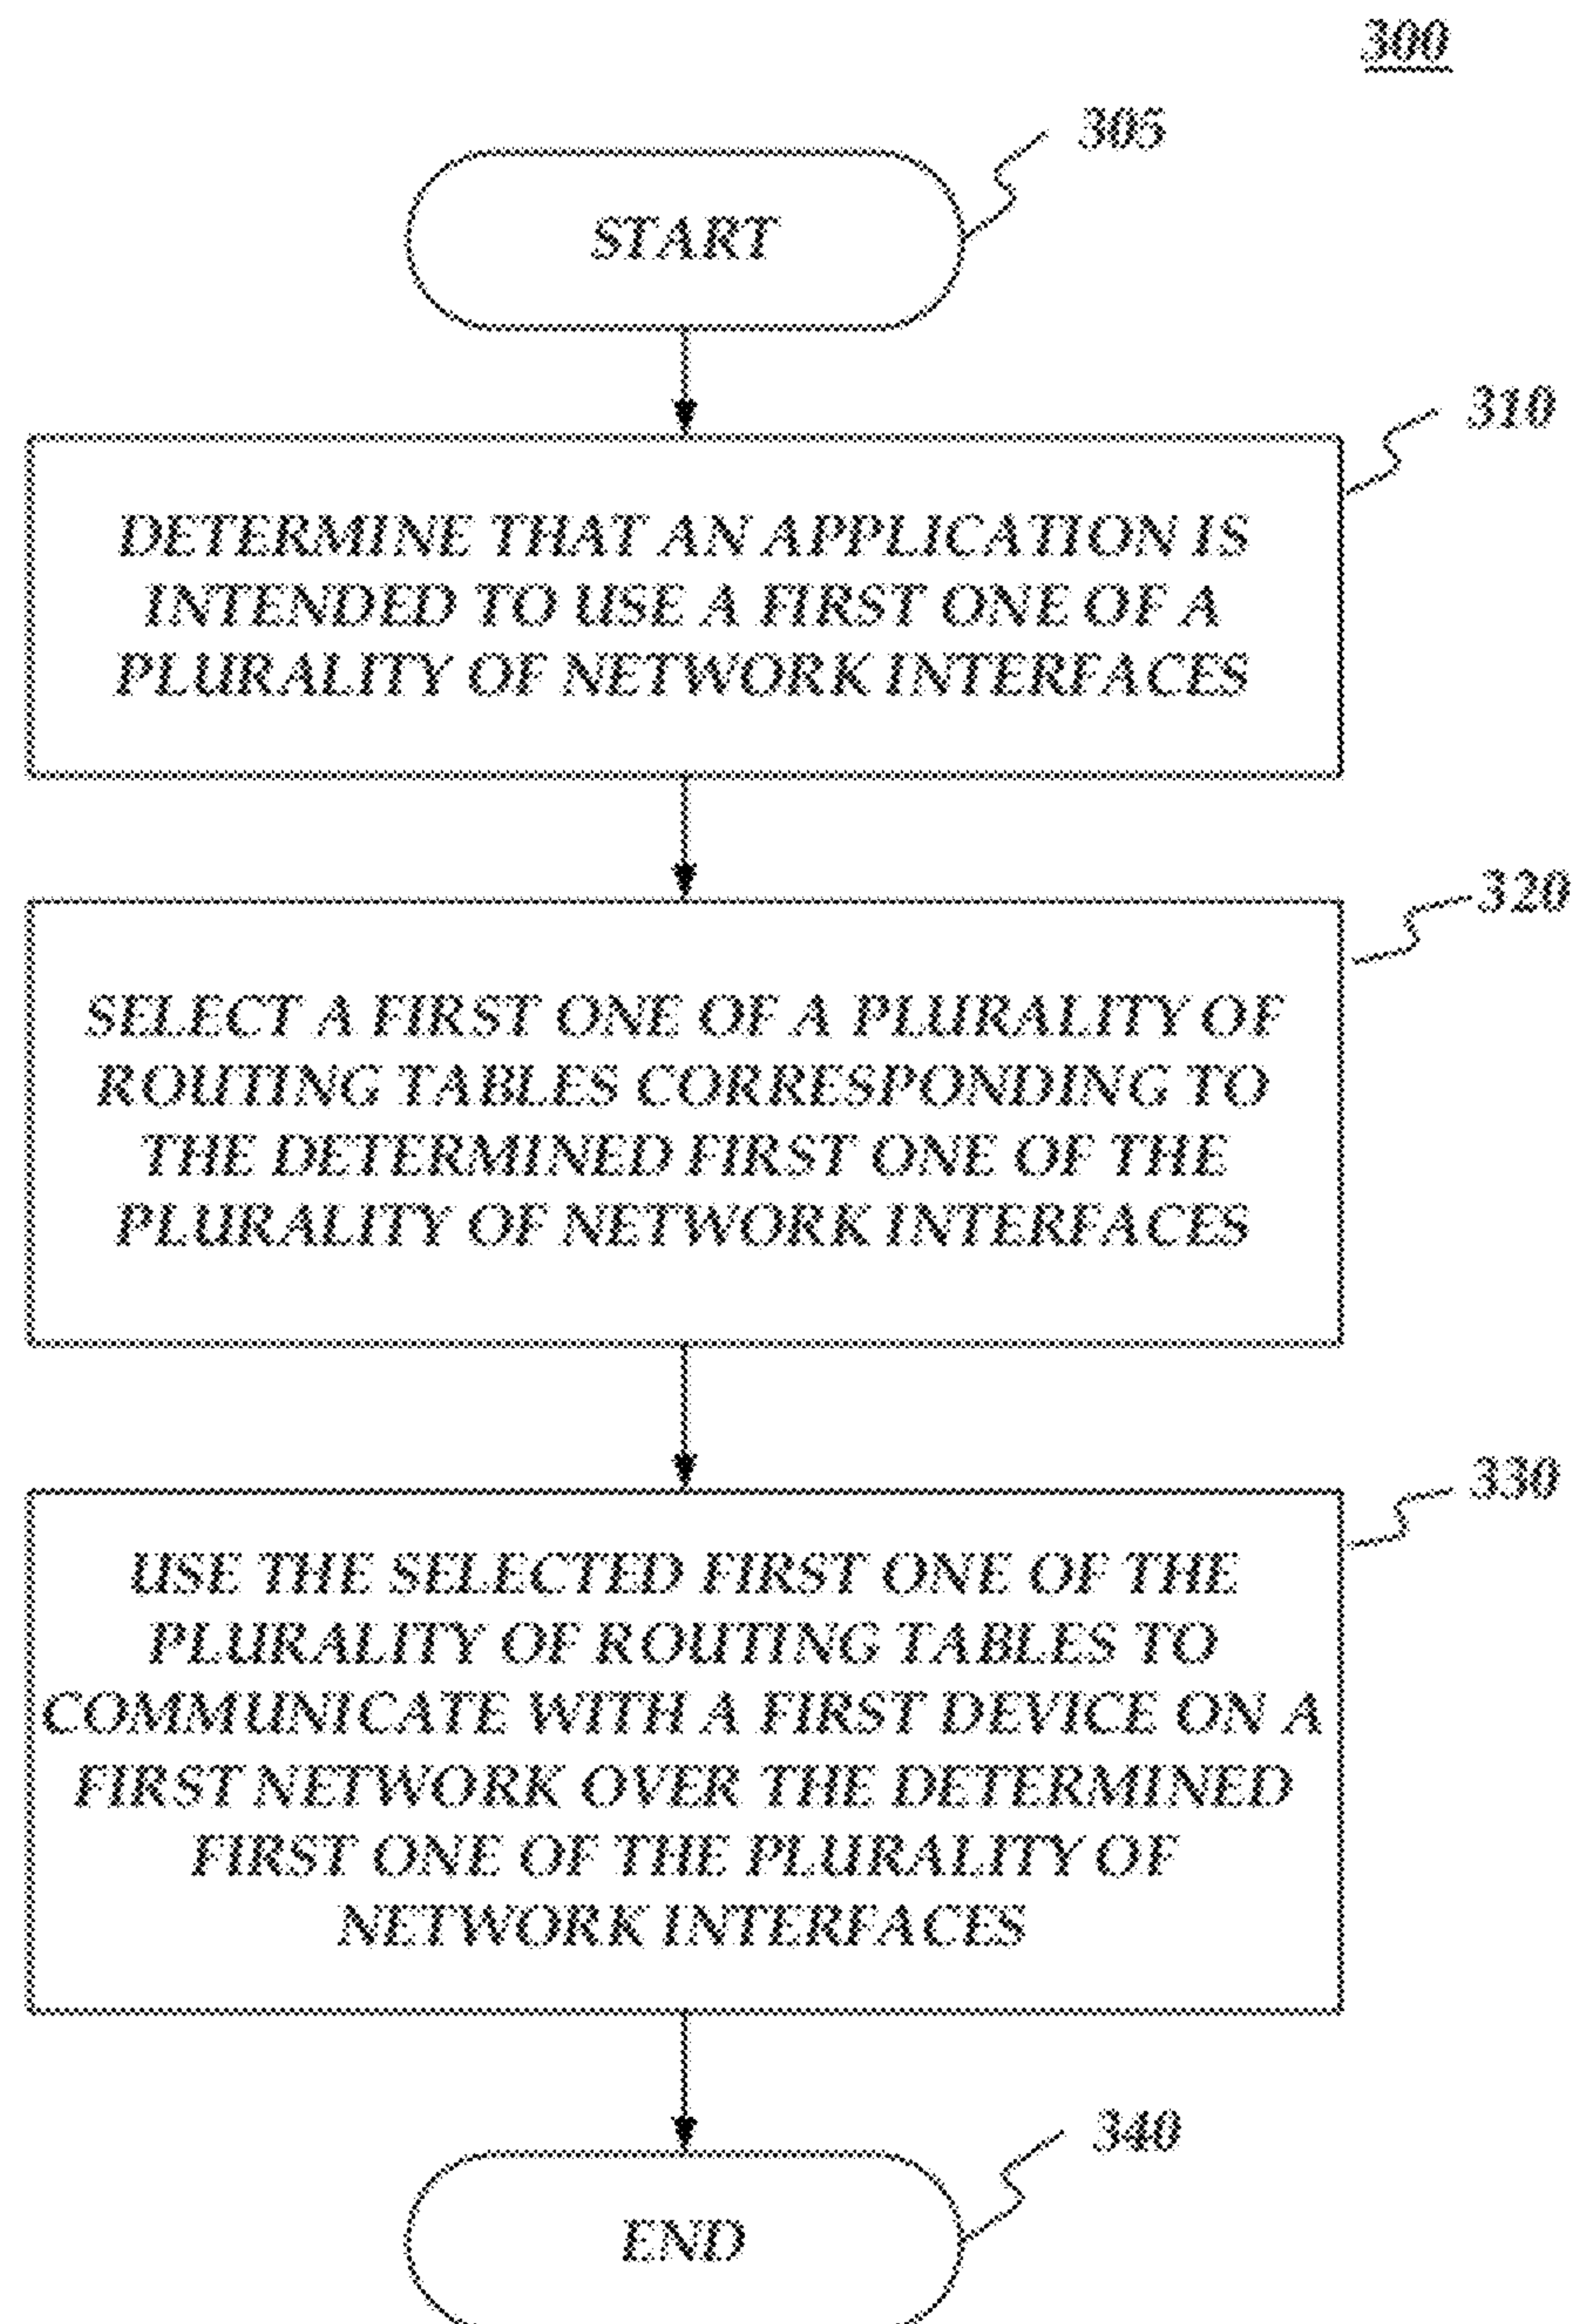 300
305
START
310
DETERMINE THAT AN APPLICATION IS
INTENDED TO USE A FIRST ONE OF A
PLURALITY OF NETWORK INTERFACES
320
SELECT A FIRST ONE OF A PLURALITY OF
ROUTING TABLES CORRESPONDING TO
THE DETERMINED FIRST ONE OF THE
PLURALITY OF NETWORK INTERFACES
330
USE THE SELECTED FIRST ONE OF THE
PLURALITY OF ROUTING TABLES TO
COMMUNICATE WITH A FIRST DEVICE ON A
FIRST NETWORK OVER THE DETERMINED
FIRST ONE OF THE PLURALITY OF
NETWORK INTERFACES
340
END